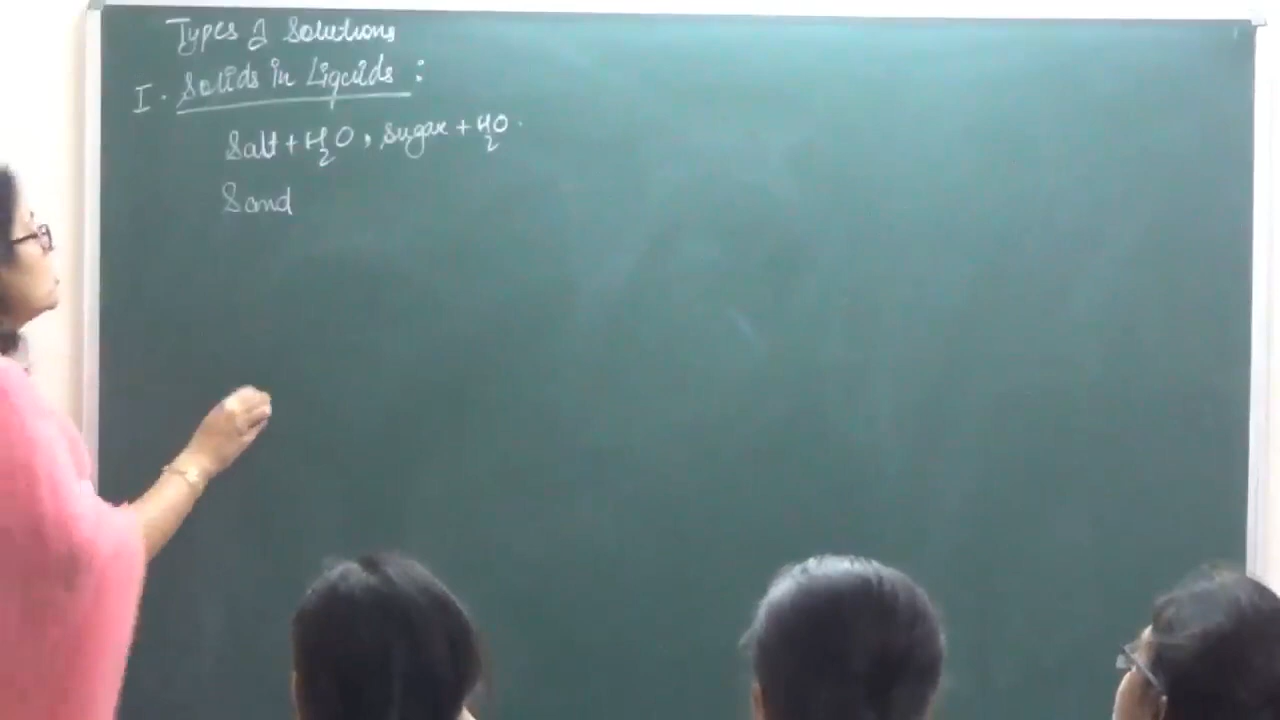 Types of Solutions
I. Solids in Liquids :
Salt + H₂O, Sugar + H₂O.
Sand